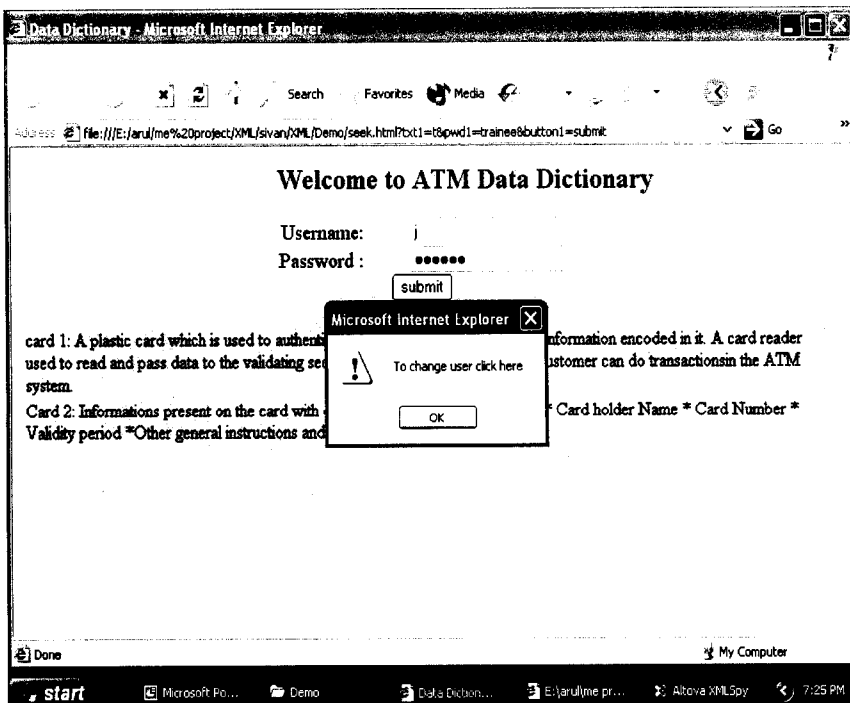 Data Dictionary - Microsoft Internet Explorer
Search Favorites Media
Address file:///E:/arul/me%20project/XML/sivan/XML/Demo/seek.html?txt1=t&pwd1=trainee&button1=submit Go »
Welcome to ATM Data Dictionary
Username: j
Password : ●●●●●●
submit
Microsoft Internet Explorer
To change user click here
OK
card 1: A plastic card which is used to nformation encoded in it. A card reader
used to read and pass data to the validating ustomer can do transactionsin the ATM
system.
Card 2: Informations present on the card with * Card holder Name * Card Number *
Validity period *Other general instructions and
Done My Computer
start Microsoft Po... Demo Data Diction... E:\arul\me pr... Altova XMLSpy 7:25 PM